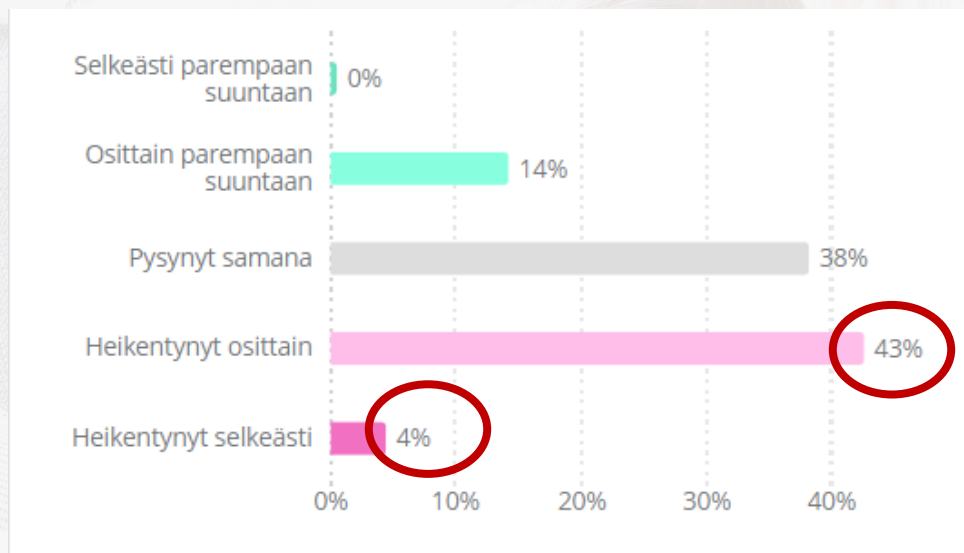 Selkeästi parempaan
suuntaan
0%
Osittain parempaan
suuntaan
14%
Pysynyt samana
38%
Heikentynyt osittain
43%
Heikentynyt selkeästi
4%
0% 10% 20% 30% 40%